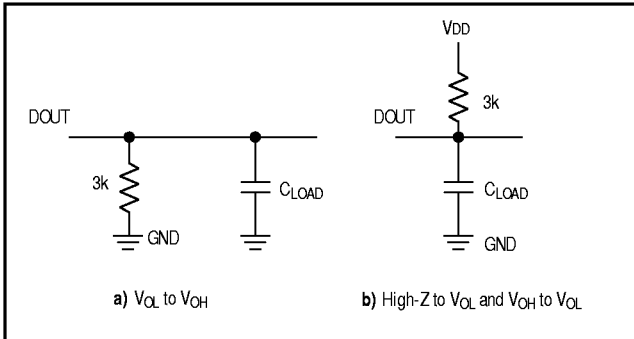 VDD
3k
DOUT
DOUT
3k
CLOAD
CLOAD
GND
GND
a) VOL to VOH
b) High-Z to VOL and VOH to VOL